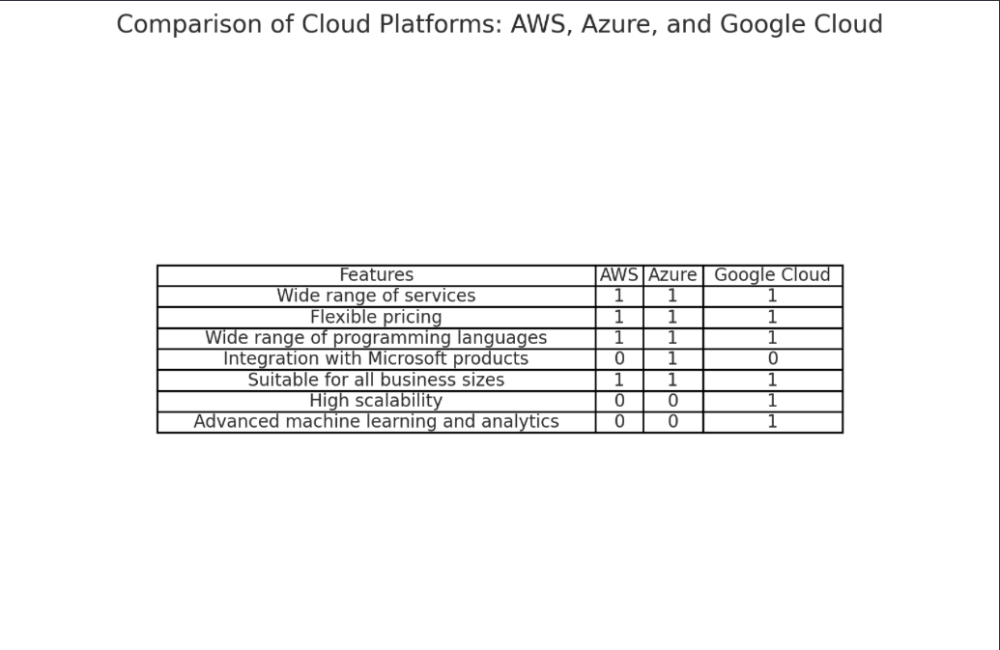 Comparison of Cloud Platforms: AWS, Azure, and Google Cloud
Features AWS Azure Google Cloud
Wide range of services 1 1 1
Flexible pricing 1 1 1
Wide range of programming languages 1 1 1
Integration with Microsoft products 0 1 0
Suitable for all business sizes 1 1 1
High scalability 0 0 1
Advanced machine learning and analytics 0 0 1